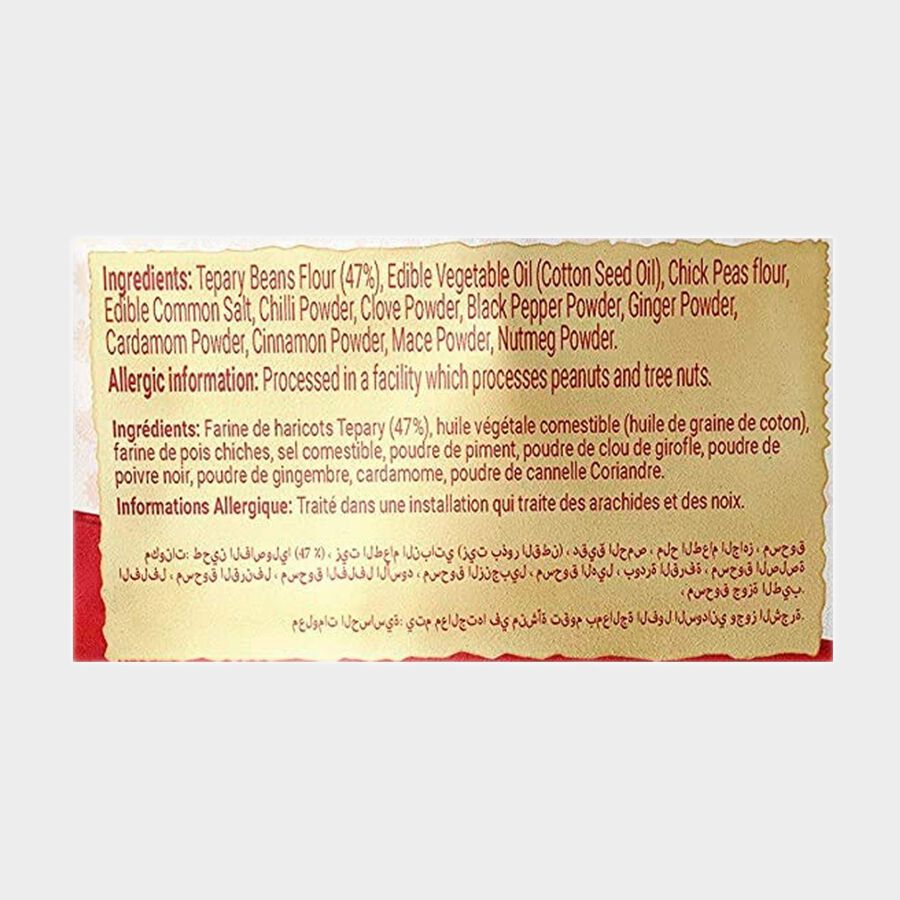 Ingredients: Tepary Beans Flour (47%), Edible Vegetable Oil (Cotton Seed Oil), Chick Peas flour,
Edible Common Salt, Chilli Powder, Clove Powder, Black Pepper Powder, Ginger Powder,
Cardamom Powder, Cinnamon Powder, Mace Powder, Nutmeg Powder.
Allergic information: Processed in a facility which processes peanuts and tree nuts.
Ingrédients: Farine de haricots Tepary (47%), huile végétale comestible (huile de graine de coton),
farine de pois chiches, sel comestible, poudre de piment, poudre de clou de girofle, poudre de
poivre noir, poudre de gingembre, cardamome, poudre de cannelle Coriandre.
Informations Allergique: Traité dans une installation qui traite des arachides et des noix.
مكونات: طحين الفاصوليا (47 ٪) ، زيت الطعام النباتي (زيت بذور القطن) ، دقيق الحمص ، ملح الطعام الجاهز ، مسحوق
الفلفل ، مسحوق القرنفل ، مسحوق الفلفل الأسود ، مسحوق الزنجبيل ، مسحوق الهيل ، بودرة القرفة ، مسحوق الصلصة
، مسحوق جوزة الطيب.
معلومات الحساسية: يتم معالجتها في منشأة تقوم بمعالجة الفول السوداني وجوز الشجرة.